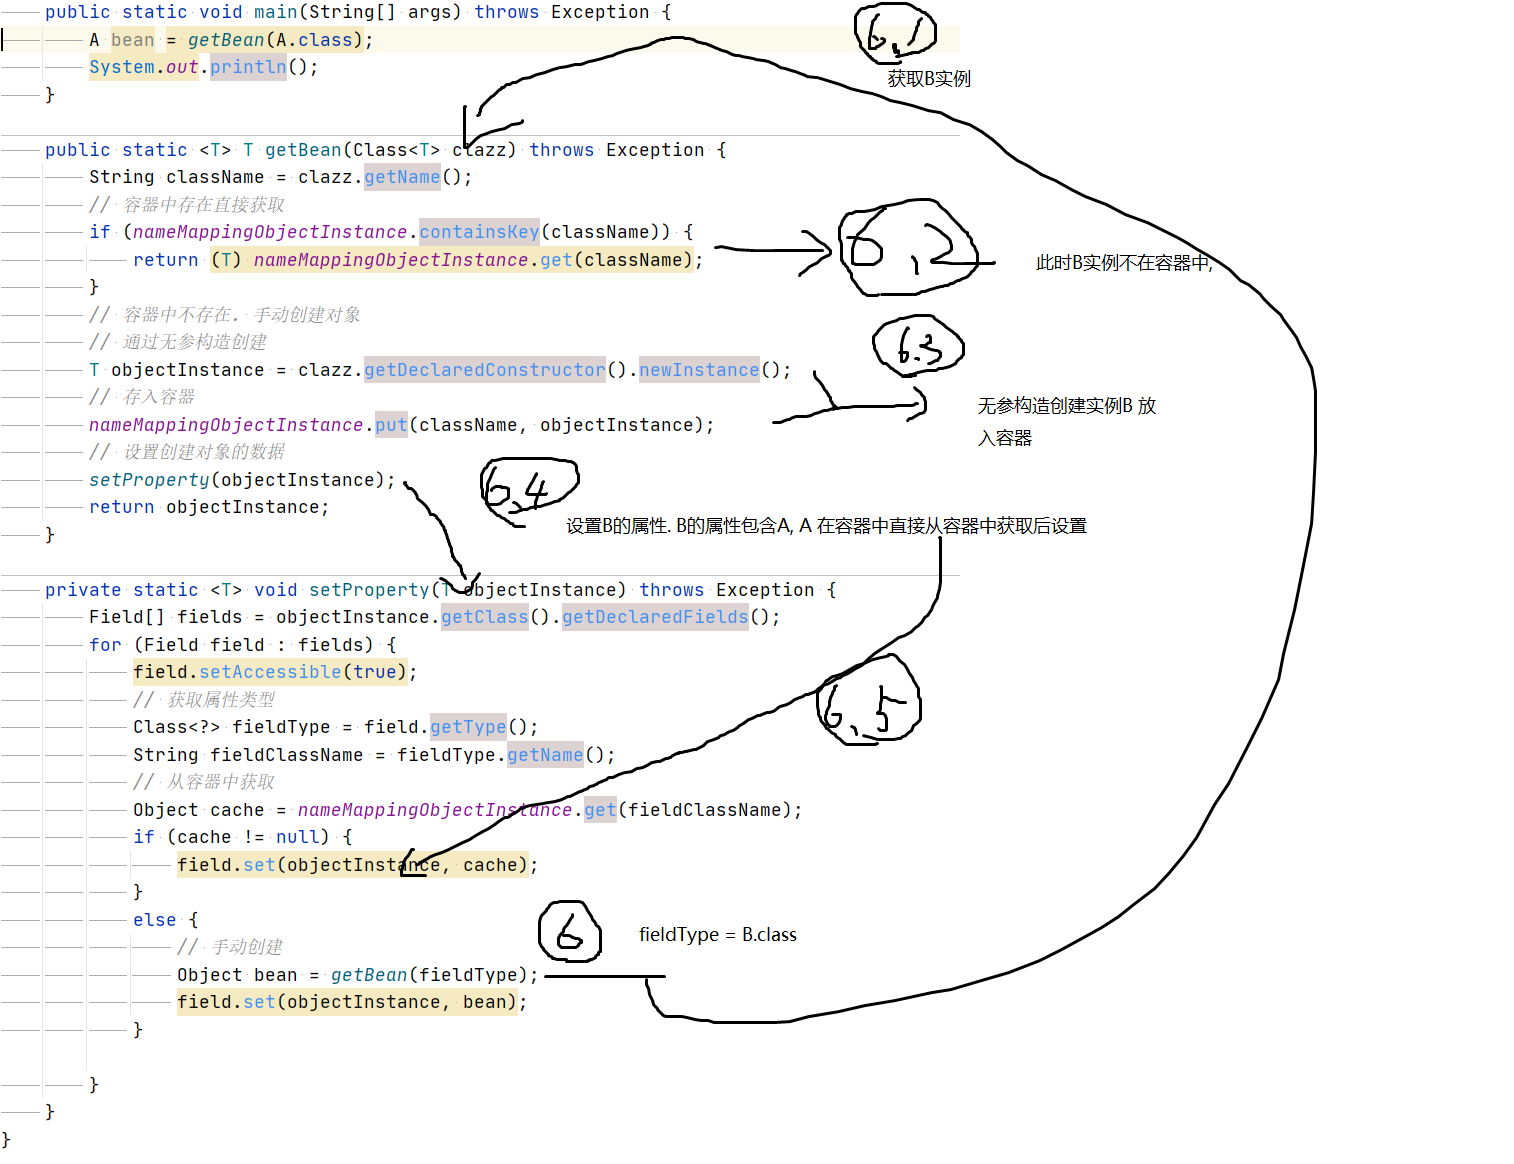 public static void main(String[] args) throws Exception {
A bean = getBean(A.class);
System.out.println();
}
6.1
获取B实例
public static <T> T getBean(Class<T> clazz) throws Exception {
String className = clazz.getName();
// 容器中存在直接获取
if (nameMappingObjectInstance.containsKey(className)) {
return (T) nameMappingObjectInstance.get(className);
6.2
此时B实例不在容器中,
}
// 容器中不存在. 手动创建对象
// 通过无参构造创建
6.3
T objectInstance = clazz.getDeclaredConstructor().newInstance();
// 存入容器
nameMappingObjectInstance.put(className, objectInstance);
无参构造创建实例B 放
入容器
// 设置创建对象的数据
setProperty(objectInstance);
6.4
return objectInstance;
设置B的属性. B的属性包含A, A 在容器中直接从容器中获取后设置
}
private static <T> void setProperty(T objectInstance) throws Exception {
Field[] fields = objectInstance.getClass().getDeclaredFields();
for (Field field : fields) {
field.setAccessible(true);
// 获取属性类型
6.5
Class<?> fieldType = field.getType();
String fieldClassName = fieldType.getName();
// 从容器中获取
Object cache = nameMappingObjectInstance.get(fieldClassName);
if (cache != null) {
field.set(objectInstance, cache);
}
else {
6
fieldType = B.class
// 手动创建
Object bean = getBean(fieldType);
field.set(objectInstance, bean);
}
}
}
}